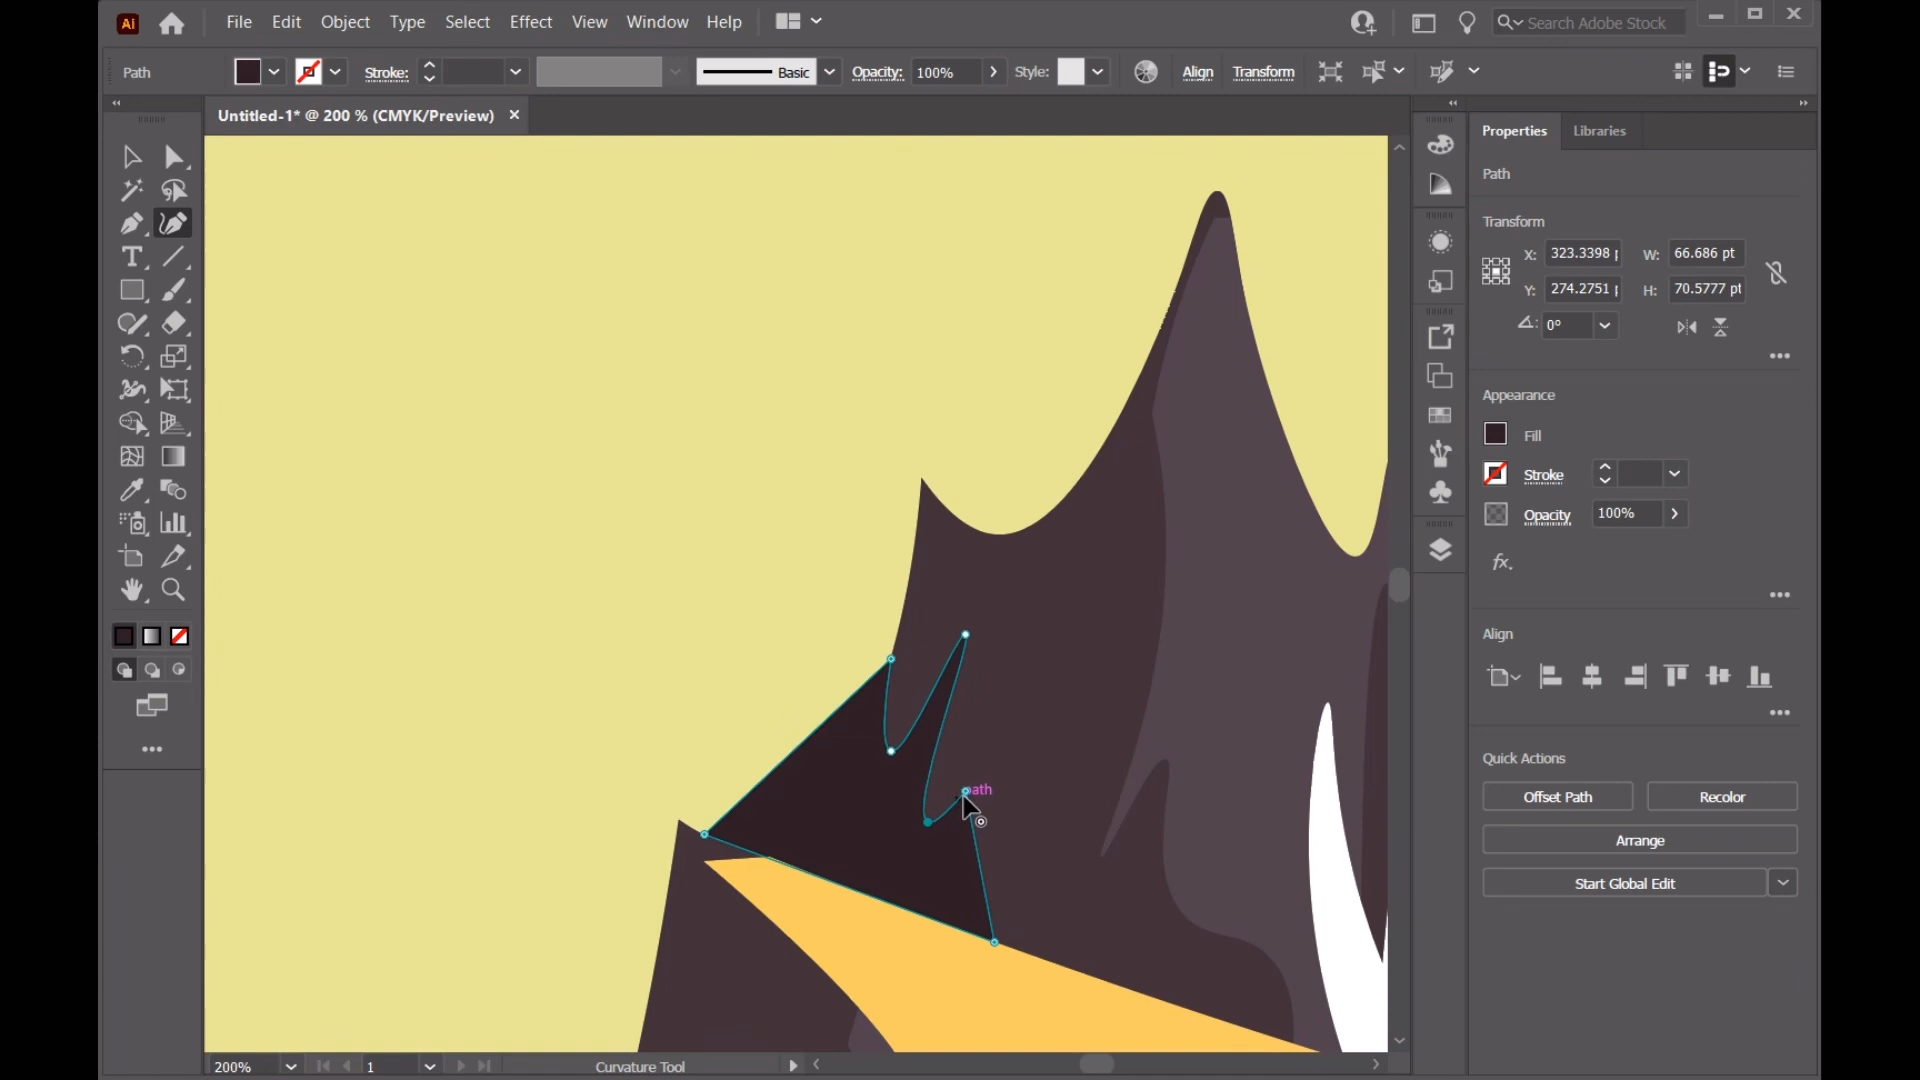 Ai
File Edit Object Type Select Effect View Window Help
Search Adobe Stock
Path Stroke: Basic Opacity: 100% Style: Align Transform
Untitled-1* @ 200 % (CMYK/Preview)
Properties Libraries
Path
Transform
X: 323.3398 W: 66.686 pt
Y: 274.2751 H: 70.5777 pt
0°
Appearance
Fill
Stroke
Opacity 100%
fx.
Align
Quick Actions
Offset Path Recolor
Arrange
Start Global Edit
path
200% 1 Curvature Tool